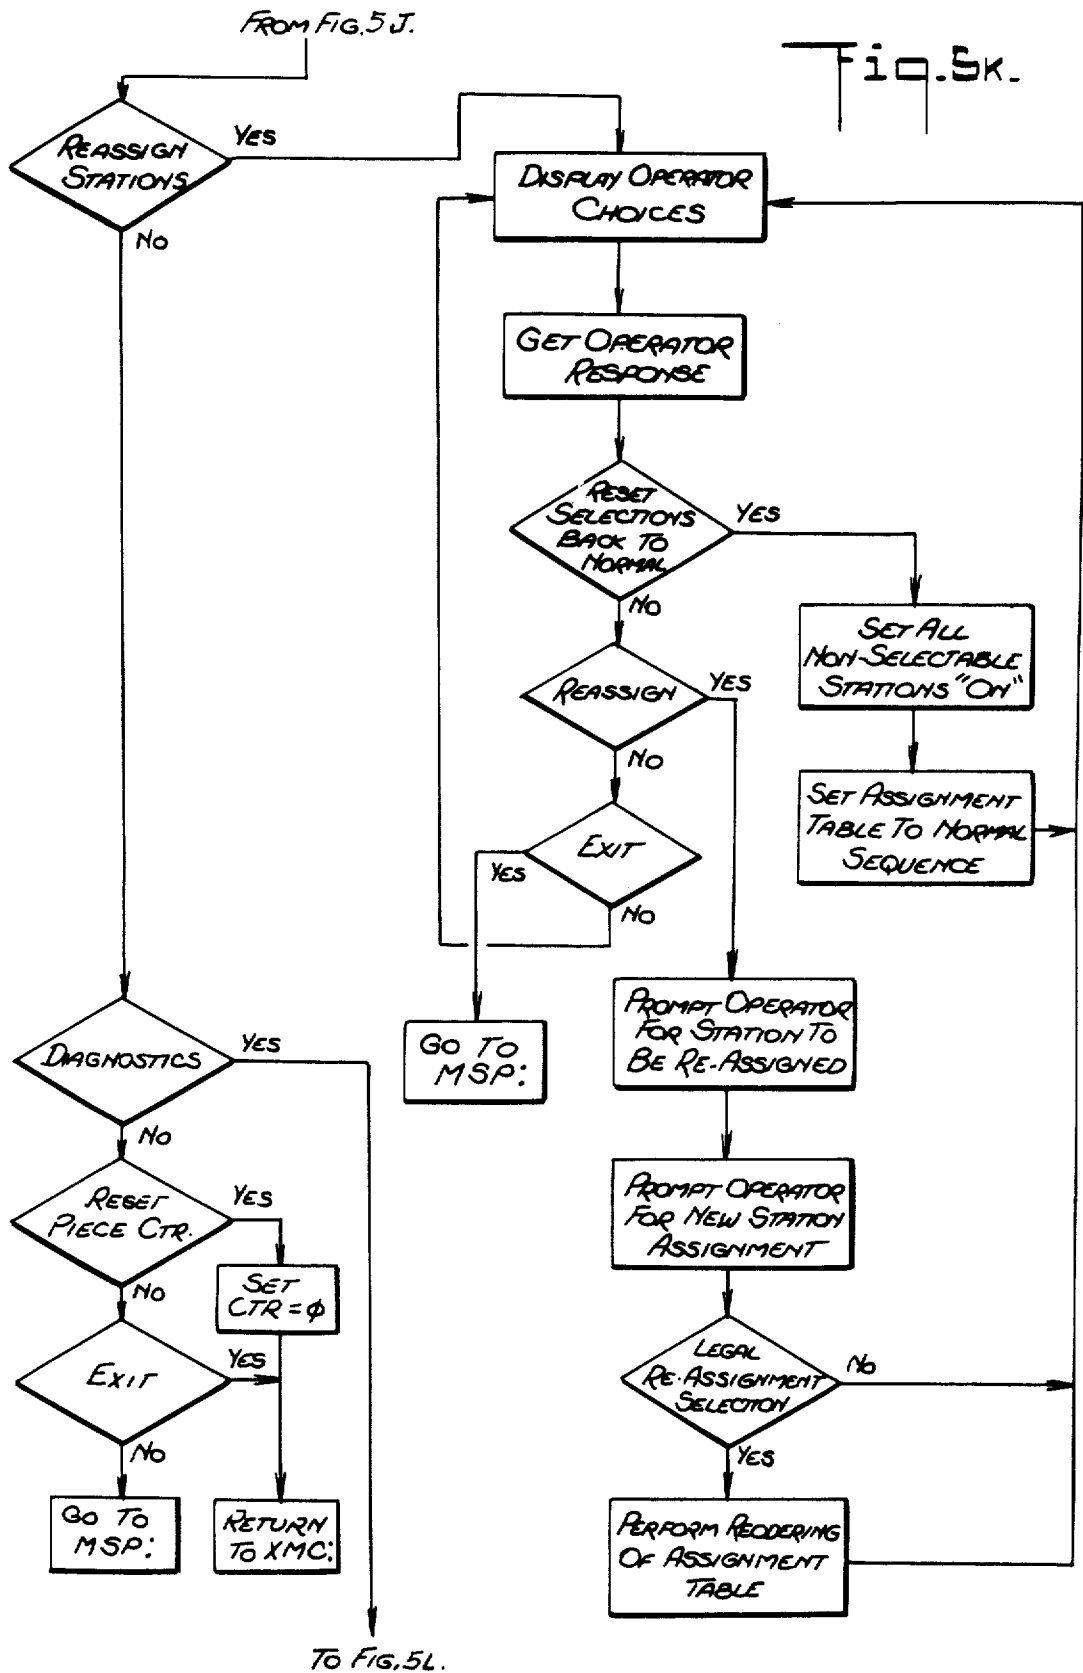 FROM FIG. 5J.
Fig. 5K.
REASSIGN
STATIONS
YES
NO
DISPLAY OPERATOR
CHOICES
GET OPERATOR
RESPONSE
RESET
SELECTIONS
BACK TO
NORMAL
YES
NO
SET ALL
NON-SELECTABLE
STATIONS "ON"
REASSIGN
YES
NO
SET ASSIGNMENT
TABLE TO NORMAL
SEQUENCE
EXIT
YES
NO
GO TO
MSP:
PROMPT OPERATOR
FOR STATION TO
BE RE-ASSIGNED
DIAGNOSTICS
YES
NO
PROMPT OPERATOR
FOR NEW STATION
ASSIGNMENT
RESET
PIECE CTR.
YES
NO
SET
CTR = φ
LEGAL
RE-ASSIGNMENT
SELECTION
NO
YES
EXIT
YES
NO
GO TO
MSP:
RETURN
TO XMC:
PERFORM REODERING
OF ASSIGNMENT
TABLE
TO FIG. 5L.